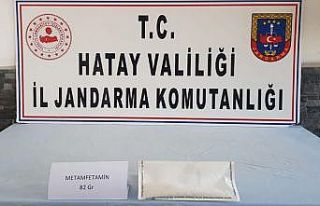 T.C.
HATAY VALİLİĞİ
İL JANDARMA KOMUTANLIĞI
METAMFETAMİN
82 Gr